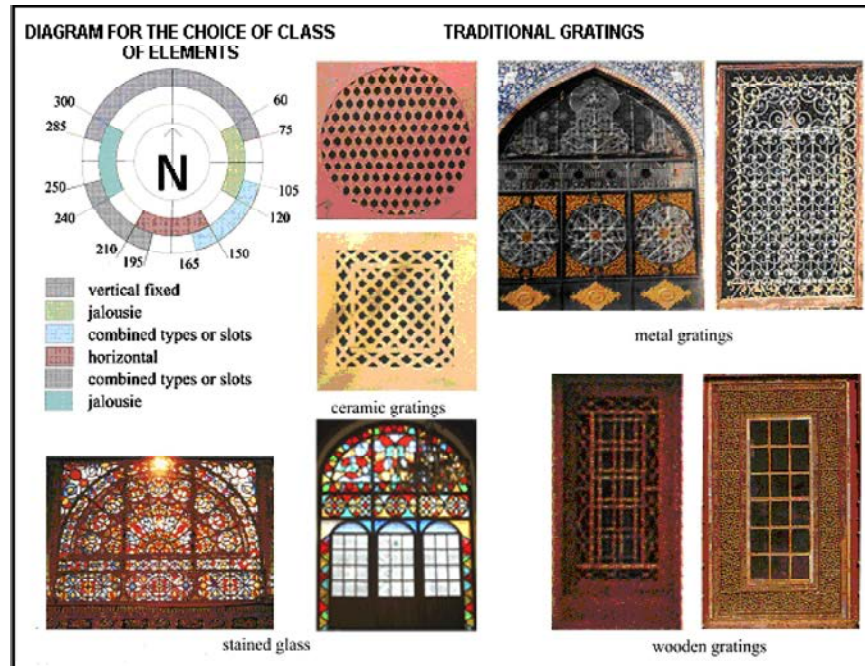 DIAGRAM FOR THE CHOICE OF CLASS
OF ELEMENTS
TRADITIONAL GRATINGS
300
60
285
75
N
250
105
240
120
210
150
195
165
vertical fixed
jalousie
combined types or slots
horizontal
combined types or slots
jalousie
metal gratings
ceramic gratings
stained glass
wooden gratings